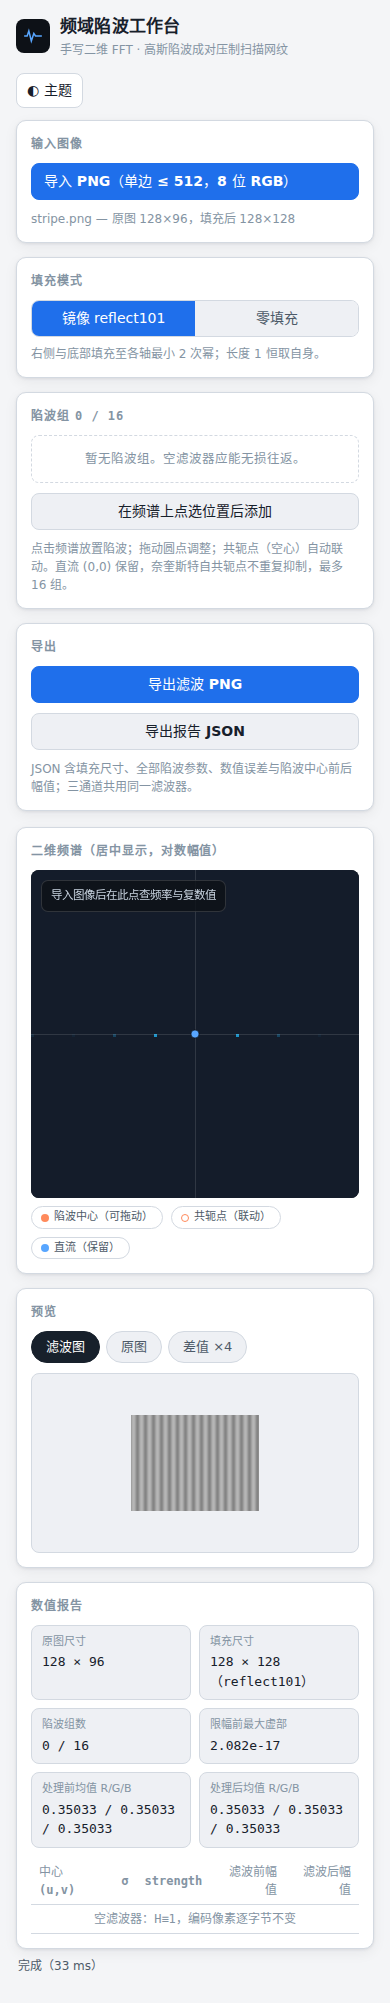 频域陷波工作台
手写二维 FFT · 高斯陷波成对压制扫描网纹
◐ 主题
输入图像
导入 PNG（单边 ≤ 512，8 位 RGB）
stripe.png — 原图 128×96，填充后 128×128
填充模式
镜像 reflect101
零填充
右侧与底部填充至各轴最小 2 次幂；长度 1 恒取自身。
陷波组 0 / 16
暂无陷波组。空滤波器应能无损往返。
在频谱上点选位置后添加
点击频谱放置陷波；拖动圆点调整；共轭点（空心）自动联
动。直流 (0,0) 保留，奈奎斯特自共轭点不重复抑制，最多
16 组。
导出
导出滤波 PNG
导出报告 JSON
JSON 含填充尺寸、全部陷波参数、数值误差与陷波中心前后
幅值；三通道共用同一滤波器。
二维频谱（居中显示，对数幅值）
导入图像后在此点查频率与复数值
陷波中心（可拖动）
共轭点（联动）
直流（保留）
预览
滤波图
原图
差值 ×4
数值报告
原图尺寸
128 × 96
填充尺寸
128 × 128
（reflect101）
陷波组数
0 / 16
限幅前最大虚部
2.082e-17
处理前均值 R/G/B
0.35033 / 0.35033
/ 0.35033
处理后均值 R/G/B
0.35033 / 0.35033
/ 0.35033
中心
(u,v)
σ
strength
滤波前幅
值
滤波后幅
值
空滤波器：H≡1，编码像素逐字节不变
完成（33 ms）